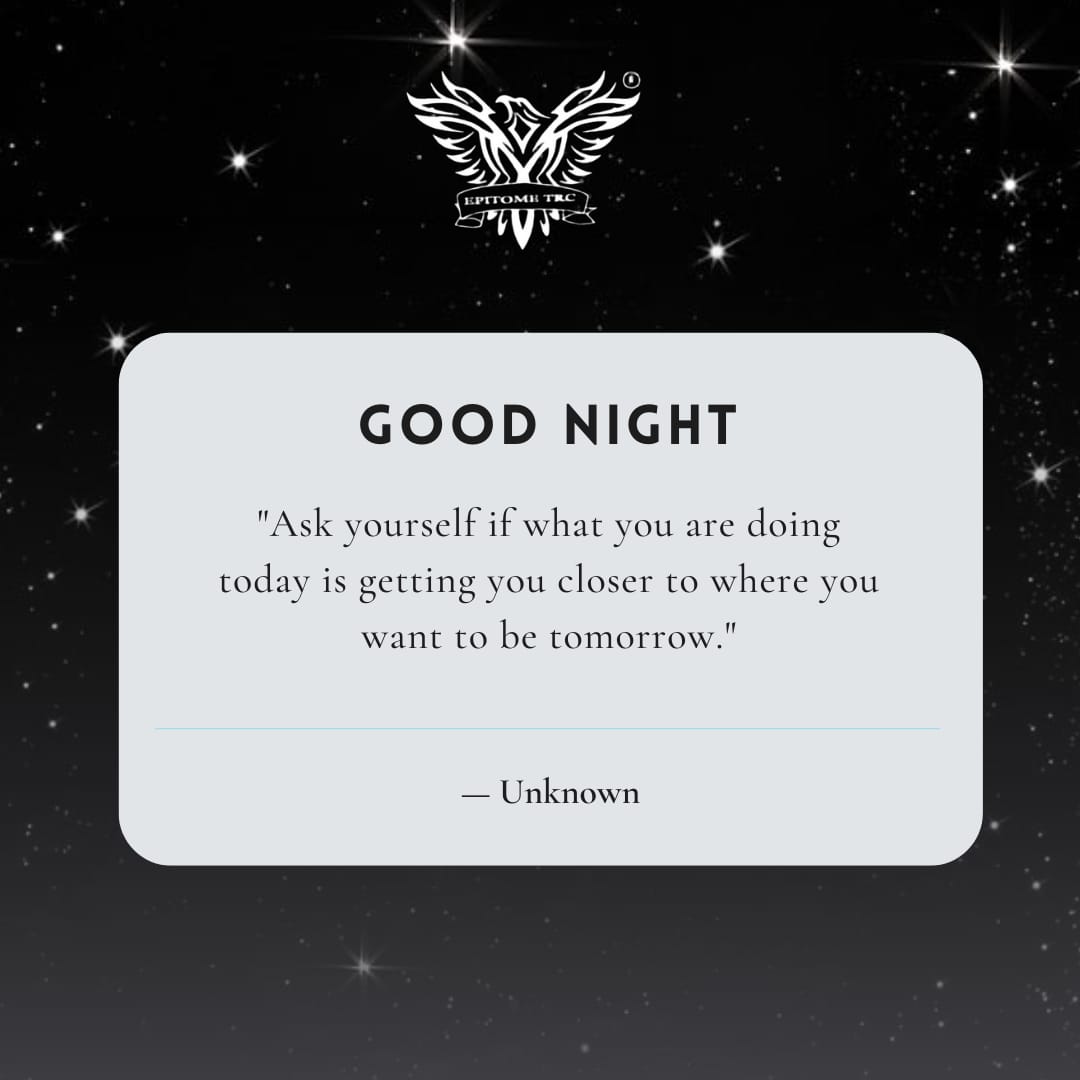 EPITOME TRC
GOOD NIGHT
"Ask yourself if what you are doing
today is getting you closer to where you
want to be tomorrow."
— Unknown